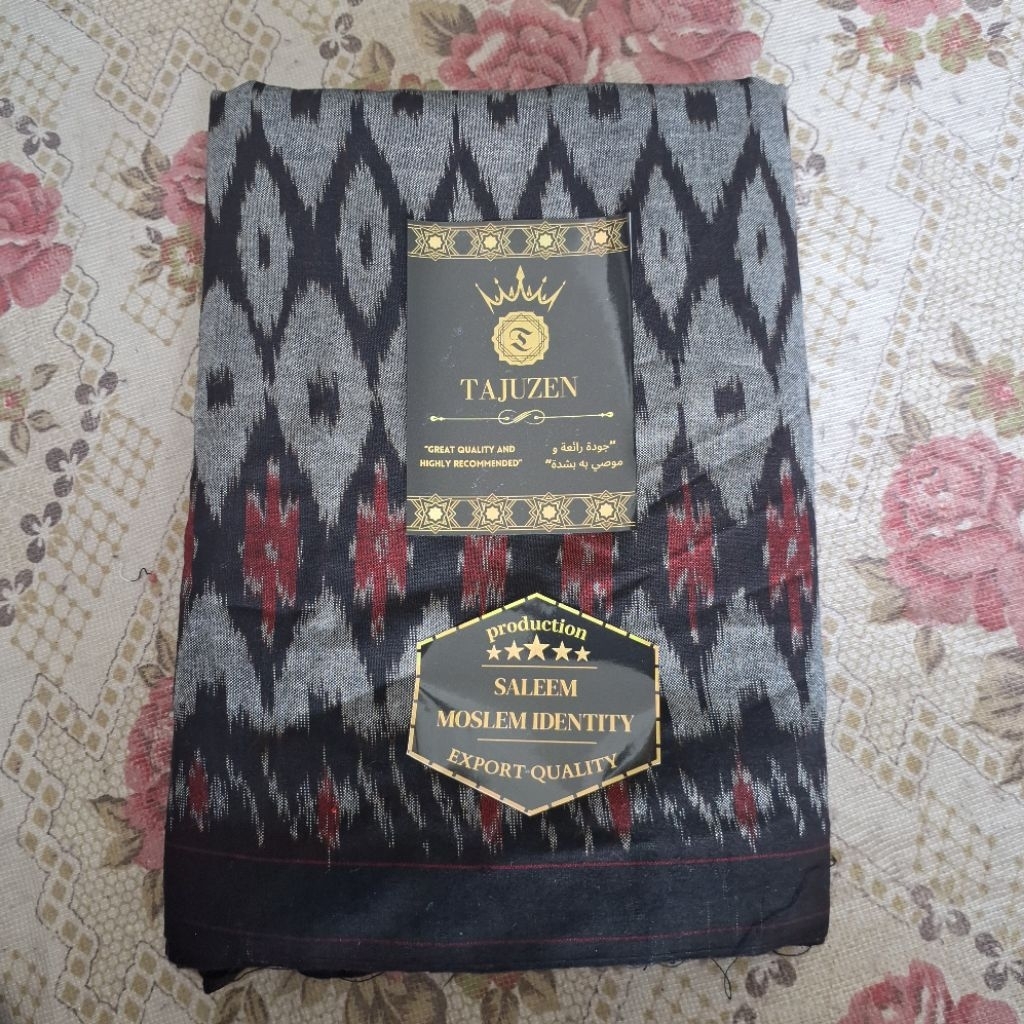 T
TAJUZEN
"GREAT QUALITY AND
HIGHLY RECOMMENDED"
"جودة رائعة و
موصي به بشدة"
production
SALEEM
MOSLEM IDENTITY
EXPORT-QUALITY